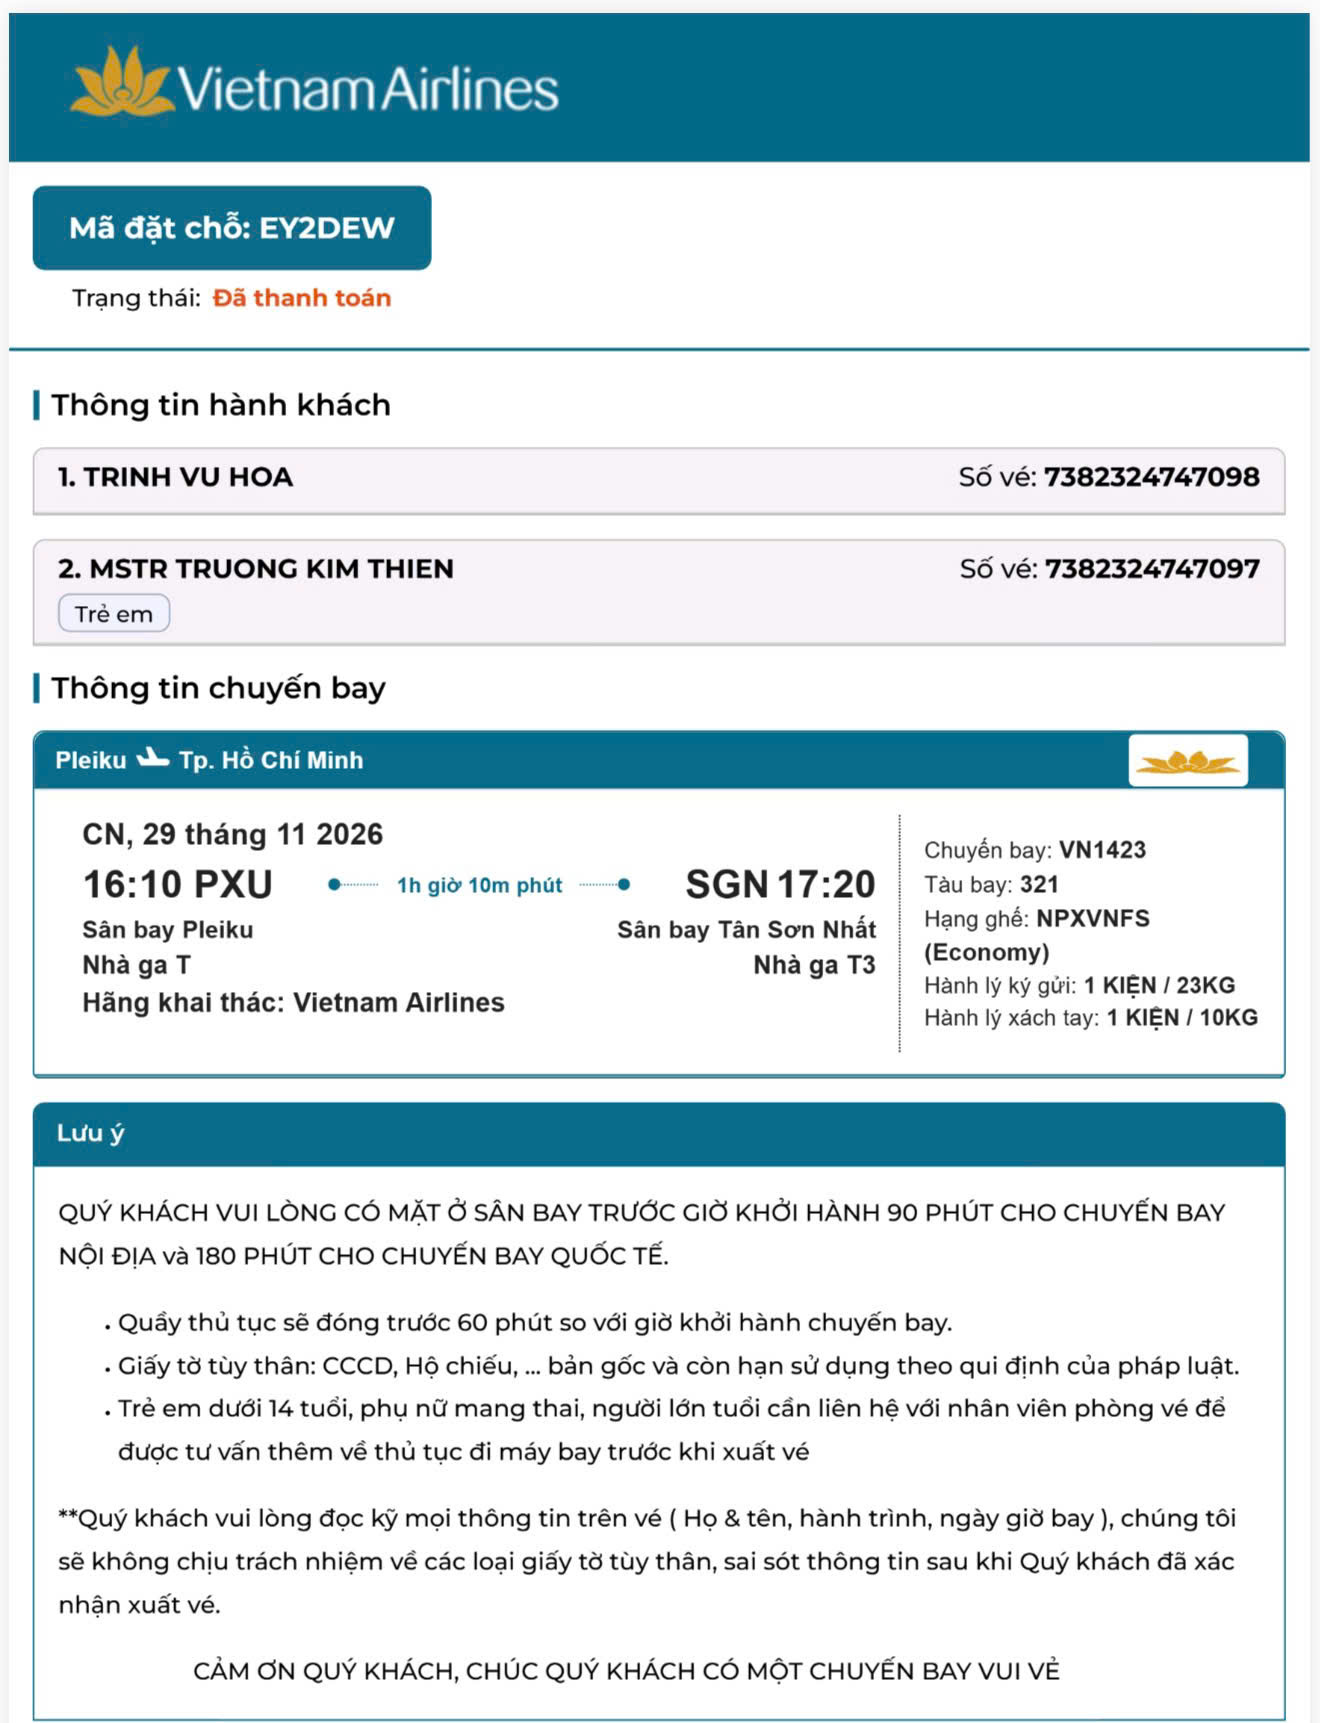 Vietnam Airlines
Mã đặt chỗ: EY2DEW
Trạng thái: Đã thanh toán
Thông tin hành khách
1. TRINH VU HOA Số vé: 7382324747098
2. MSTR TRUONG KIM THIEN Số vé: 7382324747097
Trẻ em
Thông tin chuyến bay
Pleiku Tp. Hồ Chí Minh
CN, 29 tháng 11 2026
16:10 PXU 1h giờ 10m phút SGN 17:20
Sân bay Pleiku Sân bay Tân Sơn Nhất
Nhà ga T Nhà ga T3
Hãng khai thác: Vietnam Airlines
Chuyến bay: VN1423
Tàu bay: 321
Hạng ghế: NPXVNFS
(Economy)
Hành lý ký gửi: 1 KIỆN / 23KG
Hành lý xách tay: 1 KIỆN / 10KG
Lưu ý
QUÝ KHÁCH VUI LÒNG CÓ MẶT Ở SÂN BAY TRƯỚC GIỜ KHỞI HÀNH 90 PHÚT CHO CHUYẾN BAY
NỘI ĐỊA và 180 PHÚT CHO CHUYẾN BAY QUỐC TẾ.
• Quầy thủ tục sẽ đóng trước 60 phút so với giờ khởi hành chuyến bay.
• Giấy tờ tùy thân: CCCD, Hộ chiếu, ... bản gốc và còn hạn sử dụng theo qui định của pháp luật.
• Trẻ em dưới 14 tuổi, phụ nữ mang thai, người lớn tuổi cần liên hệ với nhân viên phòng vé để
được tư vấn thêm về thủ tục đi máy bay trước khi xuất vé
**Quý khách vui lòng đọc kỹ mọi thông tin trên vé ( Họ & tên, hành trình, ngày giờ bay ), chúng tôi
sẽ không chịu trách nhiệm về các loại giấy tờ tùy thân, sai sót thông tin sau khi Quý khách đã xác
nhận xuất vé.
CẢM ƠN QUÝ KHÁCH, CHÚC QUÝ KHÁCH CÓ MỘT CHUYẾN BAY VUI VẺ